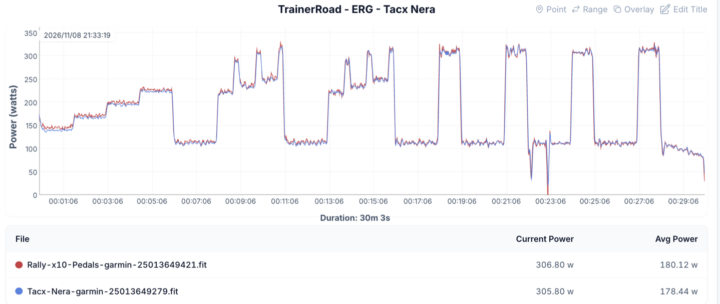 TrainerRoad - ERG - Tacx Nera
Point Range Overlay Edit Title
2026/11/08 21:33:19
Power (watts)
350
300
250
200
150
100
50
0
00:01:06 00:03:06 00:05:06 00:07:06 00:09:06 00:11:06 00:13:06 00:15:06 00:17:06 00:19:06 00:21:06 00:23:06 00:25:06 00:27:06 00:29:06
Duration: 30m 3s
File Current Power Avg Power
Rally-x10-Pedals-garmin-25013649421.fit 306.80 w 180.12 w
Tacx-Nera-garmin-25013649279.fit 305.80 w 178.44 w